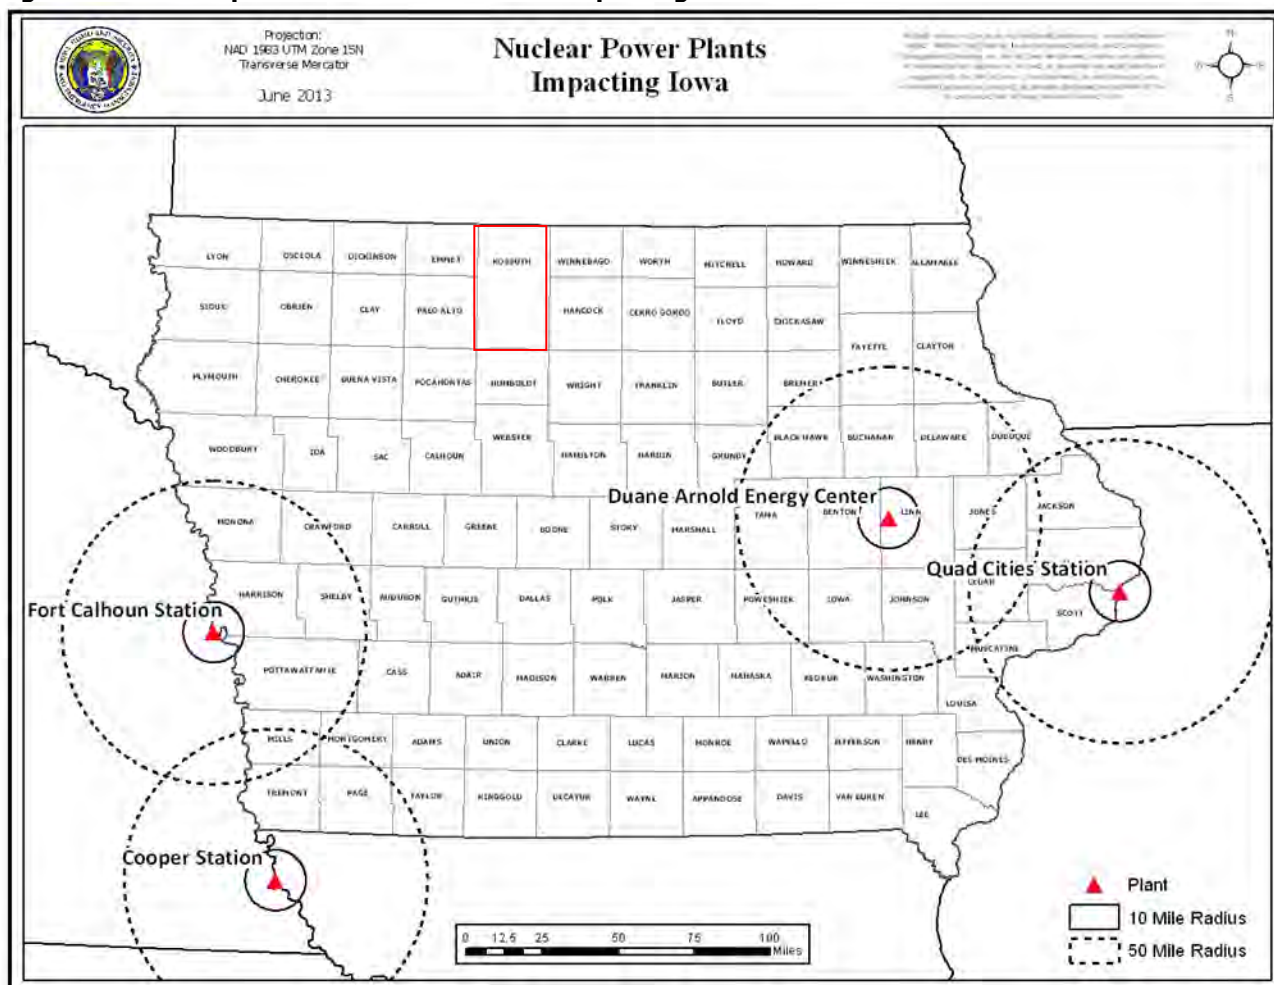 Projection:
NAD 1983 UTM Zone 15N
Transverse Mercator
June 2013
Nuclear Power Plants
Impacting Iowa
LYON
OSCEOLA
DICKINSON
EMMET
KOSSUTH
WINNEBAGO
WORTH
MITCHELL
HOWARD
WINNESHIEK
ALLAMAKEE
SIOUX
OBRIEN
CLAY
PALO ALTO
HANCOCK
CERRO GORDO
FLOYD
CHICKASAW
FAYETTE
CLAYTON
PLYMOUTH
CHEROKEE
BUENA VISTA
POCAHONTAS
HUMBOLDT
WRIGHT
FRANKLIN
BUTLER
BREMER
WOODBURY
IDA
SAC
CALHOUN
WEBSTER
HAMILTON
HARDIN
GRUNDY
BLACK HAWK
BUCHANAN
DELAWARE
DUBUQUE
Duane Arnold Energy Center
MONONA
CRAWFORD
CARROLL
GREENE
BOONE
STORY
MARSHALL
TAMA
BENTON
LINN
JONES
JACKSON
Quad Cities Station
Fort Calhoun Station
HARRISON
SHELBY
AUDUBON
GUTHRIE
DALLAS
POLK
JASPER
POWESHIEK
IOWA
JOHNSON
CEDAR
SCOTT
MUSCATINE
POTTAWATTAMIE
CASS
ADAIR
MADISON
WARREN
MARION
MAHASKA
KEOKUK
WASHINGTON
LOUISA
MILLS
MONTGOMERY
ADAMS
UNION
CLARKE
LUCAS
MONROE
WAPELLO
JEFFERSON
HENRY
DES MOINES
FREMONT
PAGE
TAYLOR
RINGGOLD
DECATUR
WAYNE
APPANOOSE
DAVIS
VAN BUREN
LEE
Cooper Station
Plant
10 Mile Radius
50 Mile Radius
0 12.5 25 50 75 100
Miles